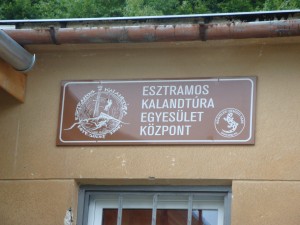 ESZTRAMOS
KALANDTÚRA
EGYESÜLET
KÖZPONT